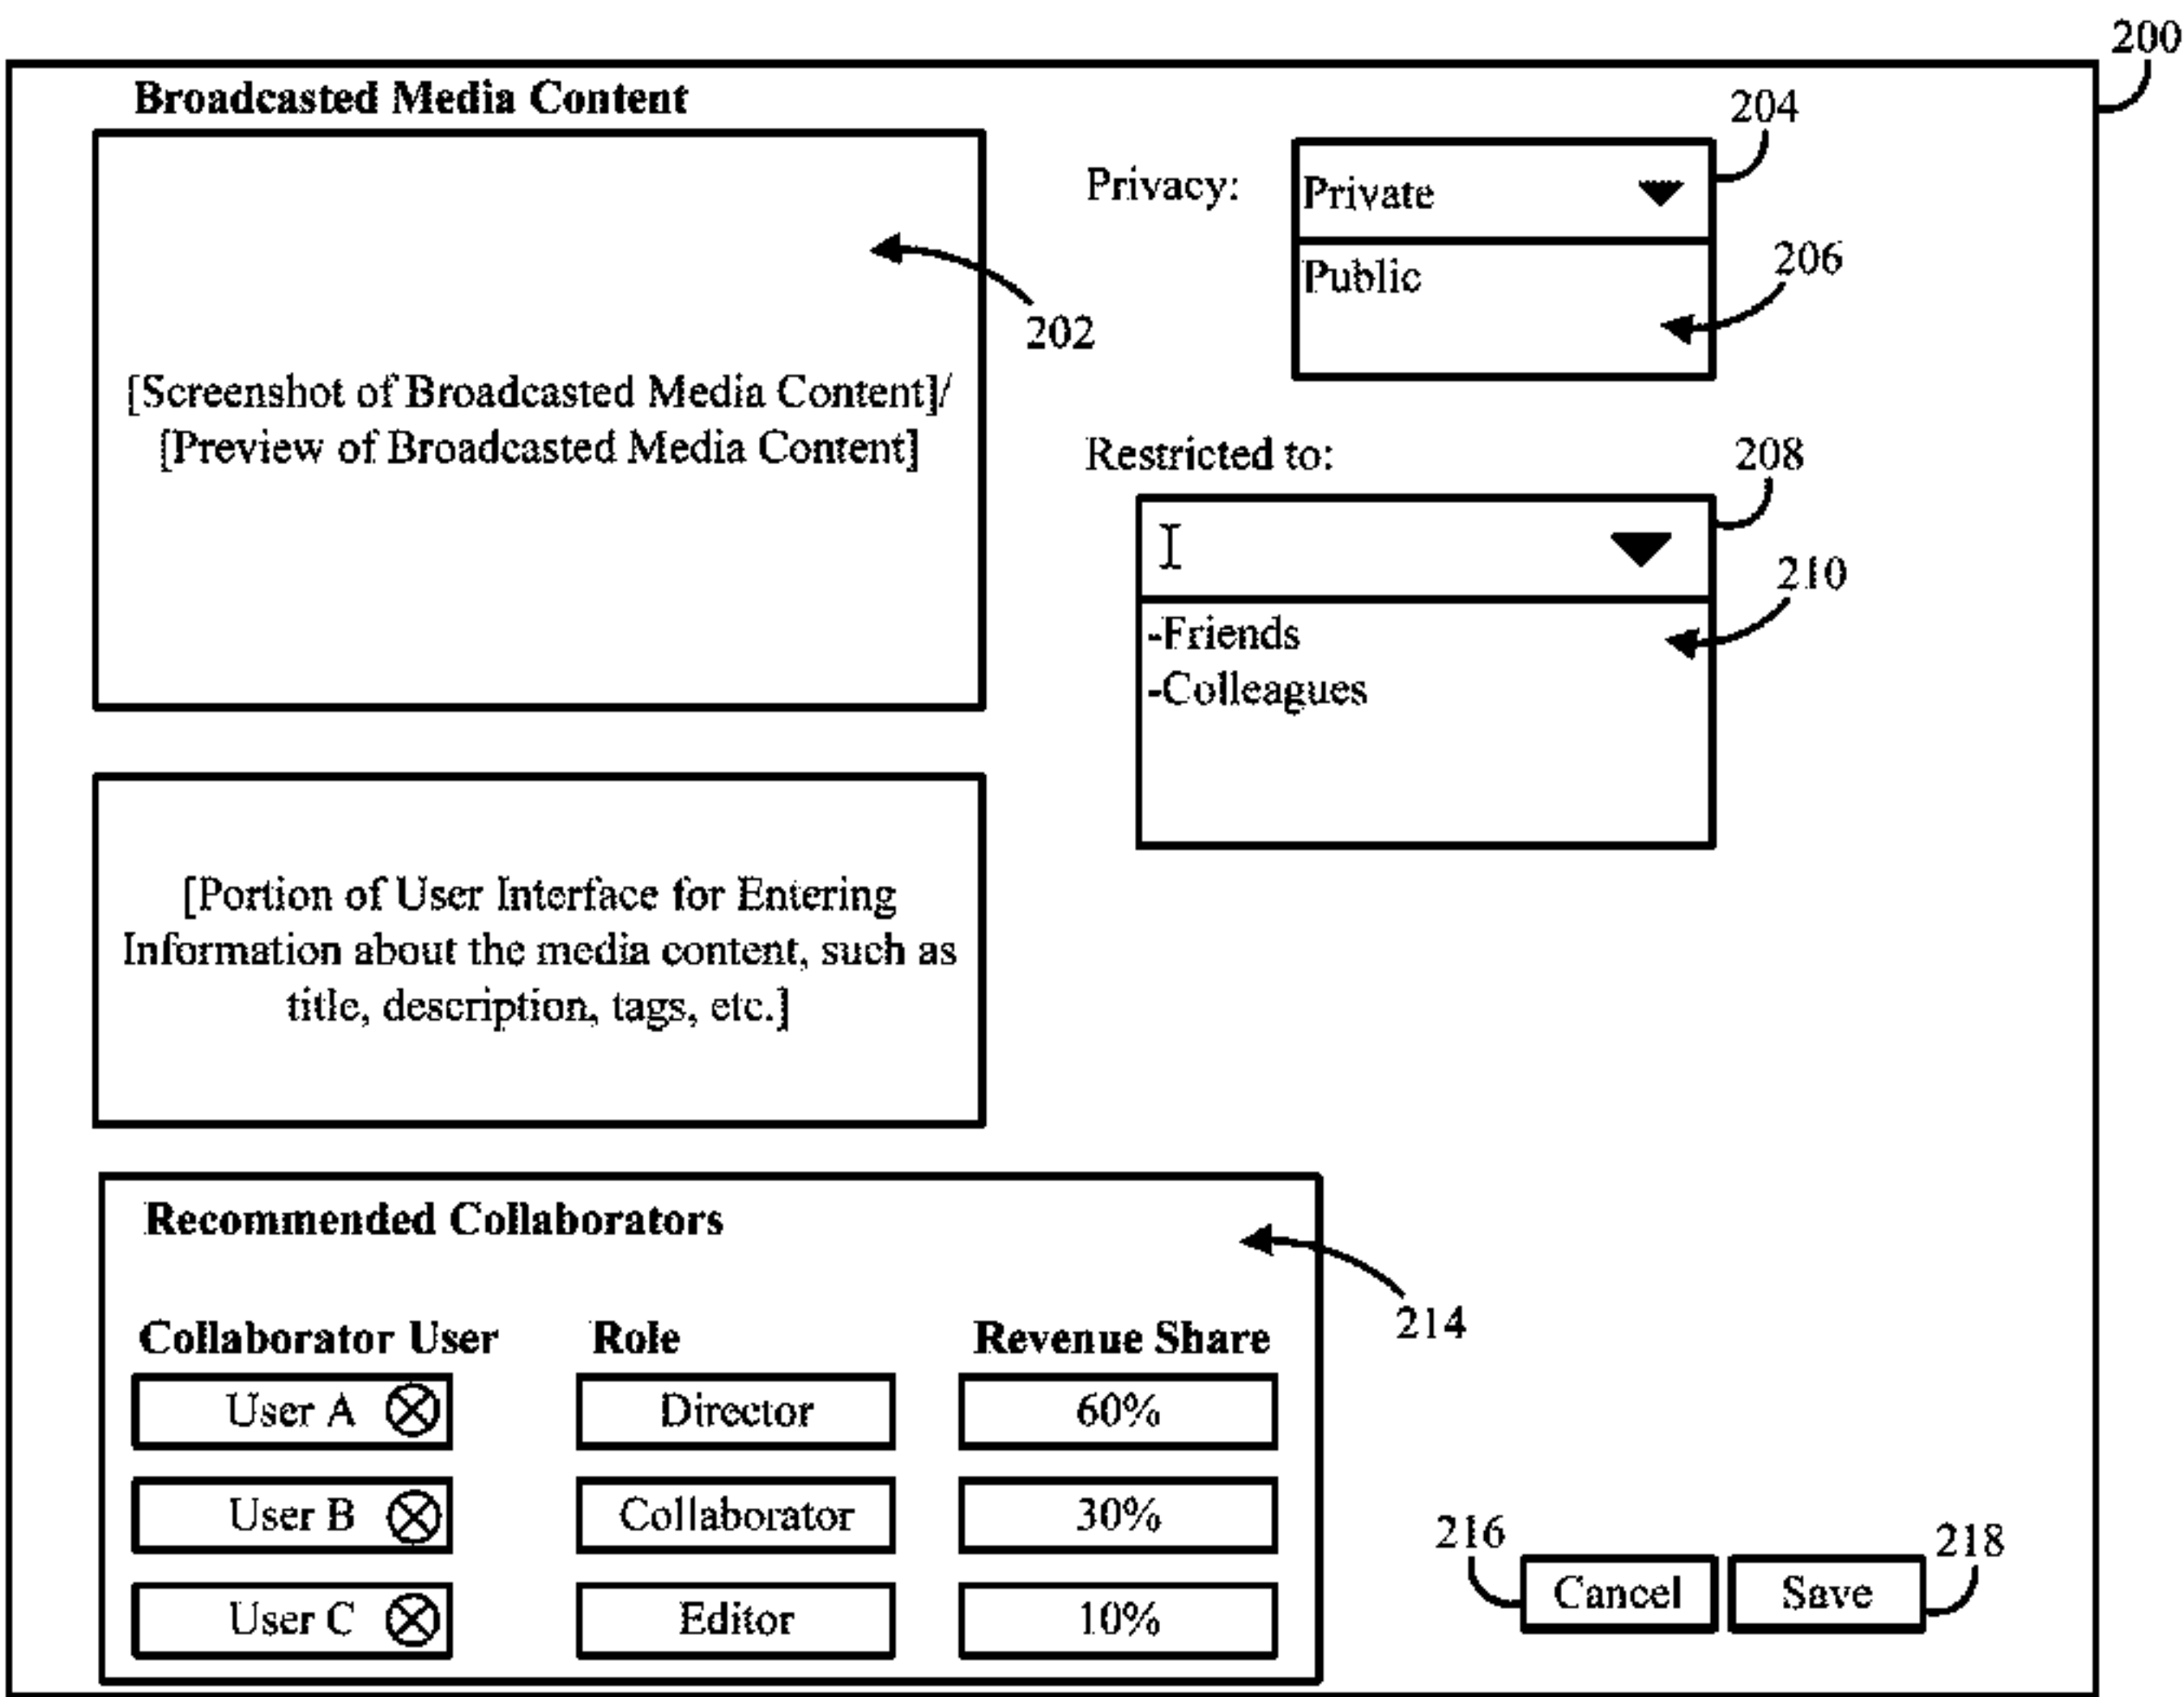 200
Broadcasted Media Content
204
Privacy:
Private
Public
206
202
[Screenshot of Broadcasted Media Content]/
[Preview of Broadcasted Media Content]
Restricted to:
208
210
-Friends
-Colleagues
[Portion of User Interface for Entering
Information about the media content, such as
title, description, tags, etc.]
Recommended Collaborators
214
Collaborator User Role Revenue Share
User A Director 60%
User B Collaborator 30%
User C Editor 10%
216
Cancel
Save
218